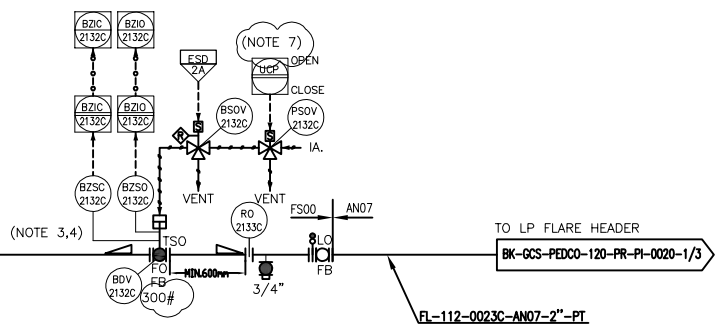 BZIC
2132C
BZIO
2132C
(NOTE 7)
ESD
2A
UCP
OPEN
CLOSE
BZIC
2132C
BZIO
2132C
R
S
BSOV
2132C
S
PSOV
2132C
IA.
BZSC
2132C
BZSO
2132C
VENT
VENT
RO
2133C
FS00
AN07
(NOTE 3,4)
TSO
LO
TO LP FLARE HEADER
BK-GCS-PEDCO-120-PR-PI-0020-1/3
BDV
2132C
FO
FB
300#
MIN.600mm
3/4"
FB
FL-112-0023C-AN07-2"-PT